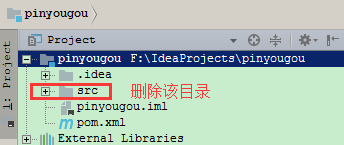 pinyougou
1: Project
Project
pinyougou F:\IdeaProjects\pinyougou
.idea
src 删除该目录
pinyougou.iml
pom.xml
External Libraries